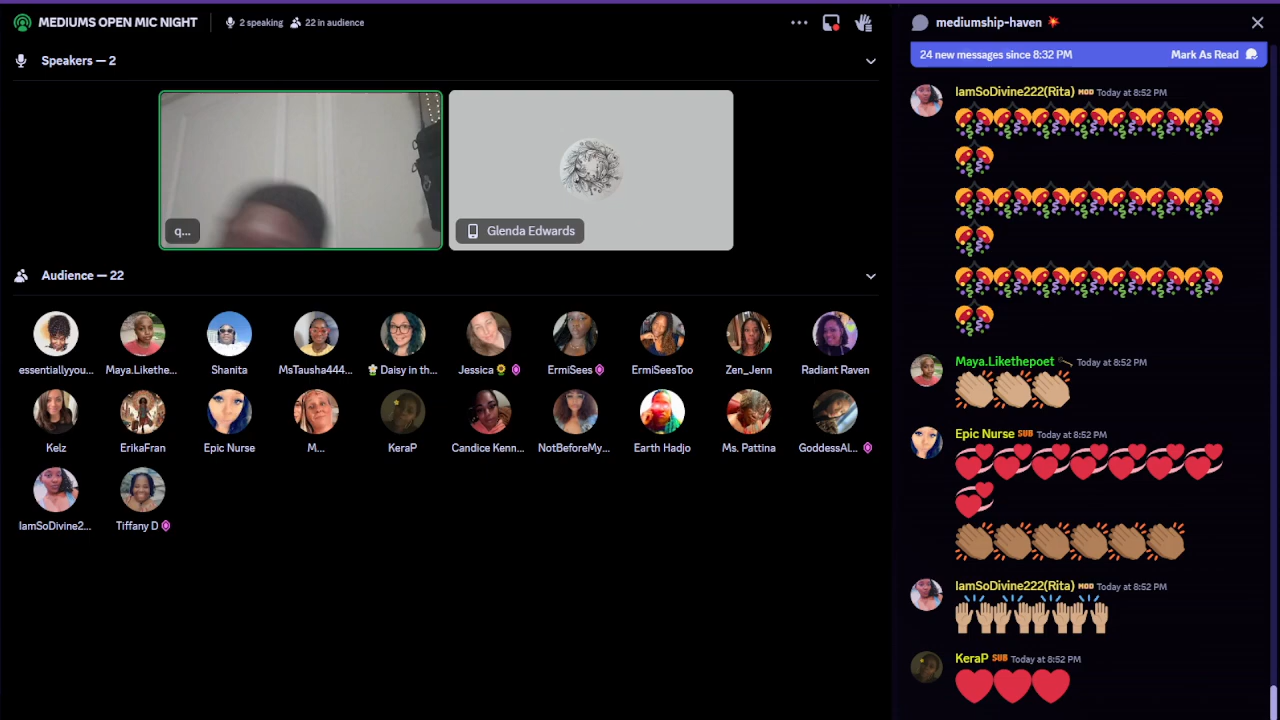 MEDIUMS OPEN MIC NIGHT
2 speaking 22 in audience
Speakers — 2
q...
Glenda Edwards
Audience — 22
essentiallyyou...
Maya.Likethe...
Shanita
MsTausha444...
Daisy in th...
Jessica
ErmiSees
ErmiSeesToo
Zen_Jenn
Radiant Raven
Kelz
ErikaFran
Epic Nurse
M...
KeraP
Candice Kenn...
NotBeforeMy...
Earth Hadjo
Ms. Pattina
GoddessAl...
IamSoDivine2...
Tiffany D
mediumship-haven
24 new messages since 8:32 PM Mark As Read
IamSoDivine222(Rita) MOD Today at 8:52 PM
Maya.Likethepoet Today at 8:52 PM
Epic Nurse SUB Today at 8:52 PM
IamSoDivine222(Rita) MOD Today at 8:52 PM
KeraP SUB Today at 8:52 PM